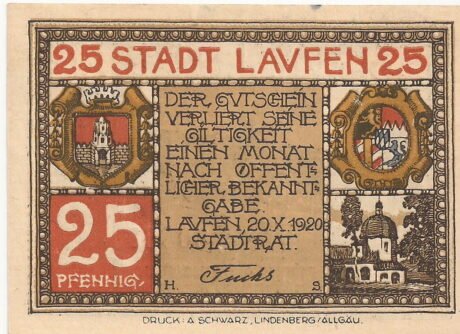 25 STADT LAVFEN 25
DER GVTSCHEIN
VERLIERT SEINE
GILTIGKEIT
EINEN MONAT
NACH OFFENT-
LICHER BEKANNT-
GABE.
LAVFEN, 20.X.1920
STADTRAT.
25
PFENNIG.
H. S
Fuchs
DRUCK: A SCHWARZ, LINDENBERG/ALLGÄU.